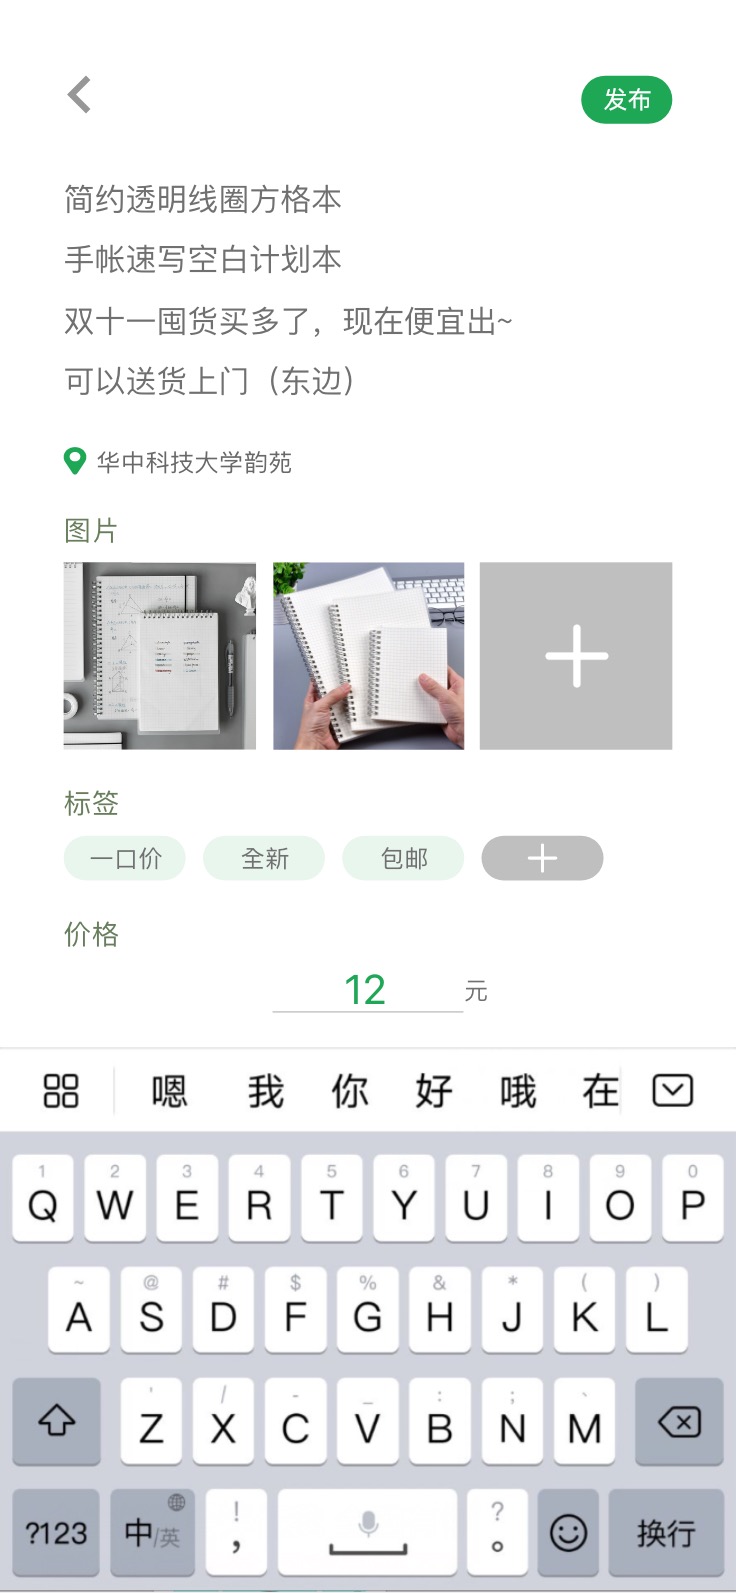 发布
简约透明线圈方格本
手帐速写空白计划本
双十一囤货买多了，现在便宜出~
可以送货上门（东边）
华中科技大学韵苑
图片
标签
一口价 全新 包邮
价格
12 元
嗯 我 你 好 哦 在
1 2 3 4 5 6 7 8 9 0
Q W E R T Y U I O P
~ @ # $ % & * ( )
A S D F G H J K L
' / - _ : ; `
Z X C V B N M
! ?
?123 中/英 , 。 换行